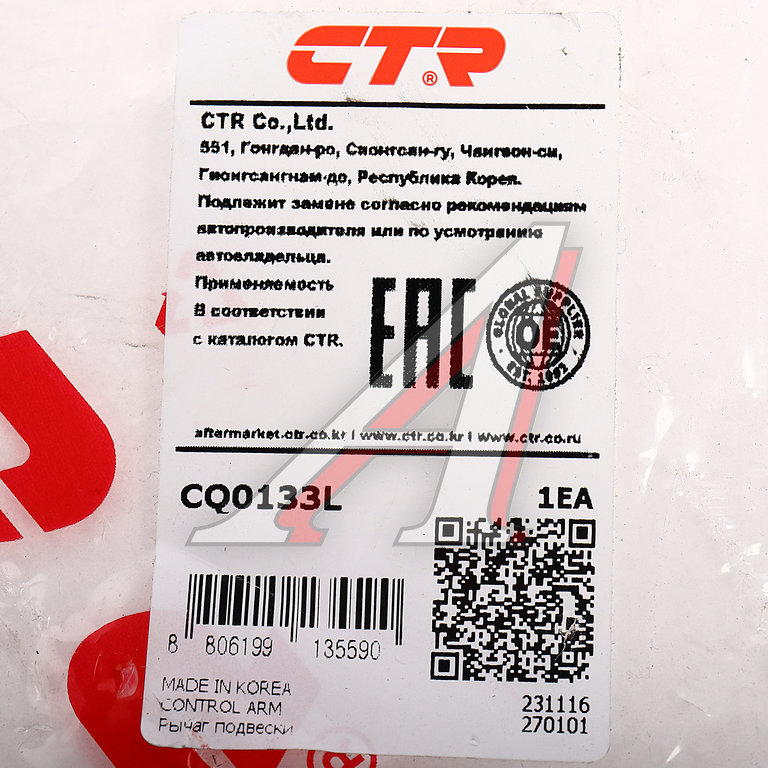 CTR®
CTR Co.,Ltd.
551, Гонгдан-ро, Сконгсан-гу, Чангвон-си,
Гионгсангнам-до, Республика Корея.
Подлежит замене согласно рекомендациям
автопроизводителя или по усмотрению
автовладельца.
Применяемость
В соответствии
с каталогом CTR.
EAC
GLOBAL SUPPLIER
OE
EST. 1952
aftermarket.ctr.co.kr | www.ctr.co.kr | www.ctr.co.ru
CQ0133L
1EA
8 806199 135590
MADE IN KOREA
CONTROL ARM
Рычаг подвески
231116
270101